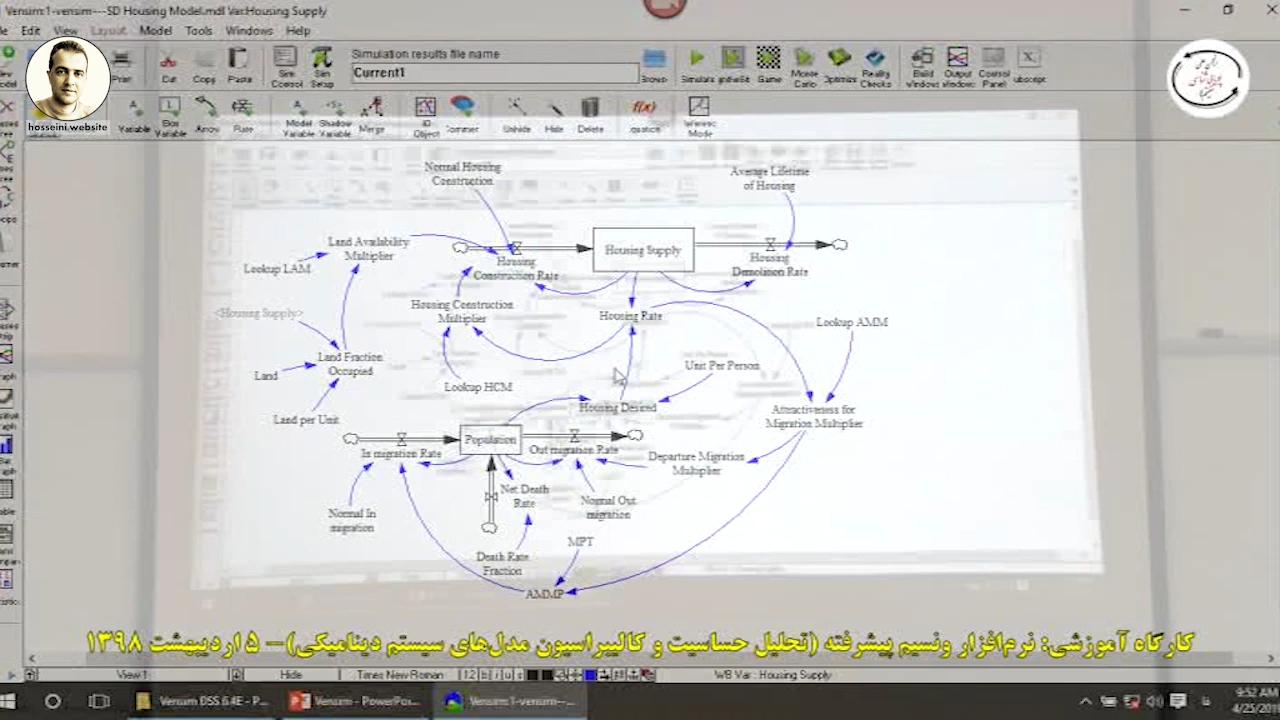 Vensim:1-vensim---SD Housing Model.mdl Var:Housing Supply
Edit View Layout Model Tools Windows Help
Simulation results file name
Current1
Print Cut Copy Paste Sim Control Sim Setup Browse Simulate Game Monte Carlo Optimize Reality Checks Build Windows Output Windows Control Panel
Variable Box Variable Arrow Rate Model Variable Shadow Variable Merge IO Object Unhide Hide Delete Mode
hosseini.website
Normal Housing
Construction
Average Lifetime
of Housing
Land Availability
Multiplier
Lookup LAM
Housing Supply
Housing
Construction Rate
Housing
Demolition Rate
Housing Construction
Multiplier
<Housing Supply>
Housing Rate
Lookup AMM
Land Fraction
Occupied
Land
Unit Per Person
Lookup HCM
Housing Desired
Land per Unit
Attractiveness for
Migration Multiplier
Population
In migration Rate
Out migration Rate
Departure Migration
Multiplier
Net Death
Rate
Normal Out
migration
Normal In
migration
MPT
Death Rate
Fraction
AMMP
کارگاه آموزشی: نرم‌افزار ونسیم پیشرفته (تحلیل حساسیت و کالیبراسیون مدل‌های سیستم دینامیکی)– ۵ اردیبهشت ۱۳۹۸
View 1 Hide Times New Roman 12 b i u s WB Var : Housing Supply
Vensim DSS 6.4E - P... Vensim - PowerPoi... Vensim:1-vensim--...
9:52 AM